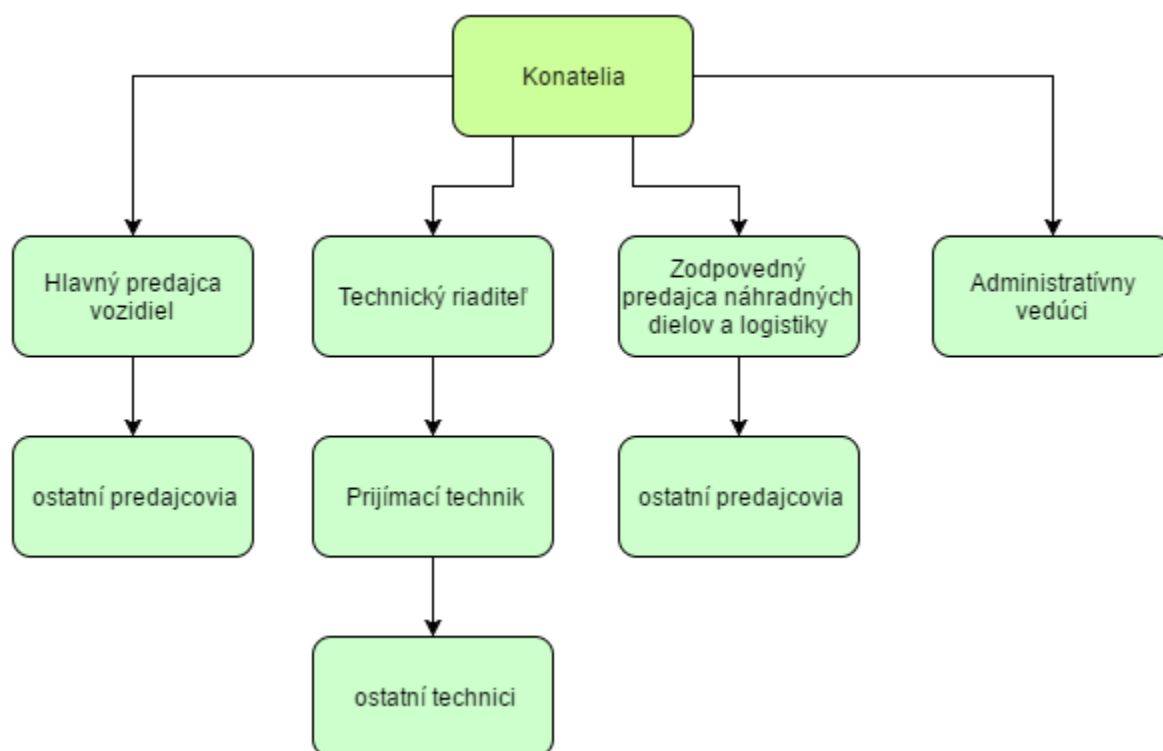 Konatelia
Hlavný predajca
vozidiel
Technický riaditeľ
Zodpovedný
predajca náhradných
dielov a logistiky
Administratívny
vedúci
ostatní predajcovia
Prijímací technik
ostatní predajcovia
ostatní technici